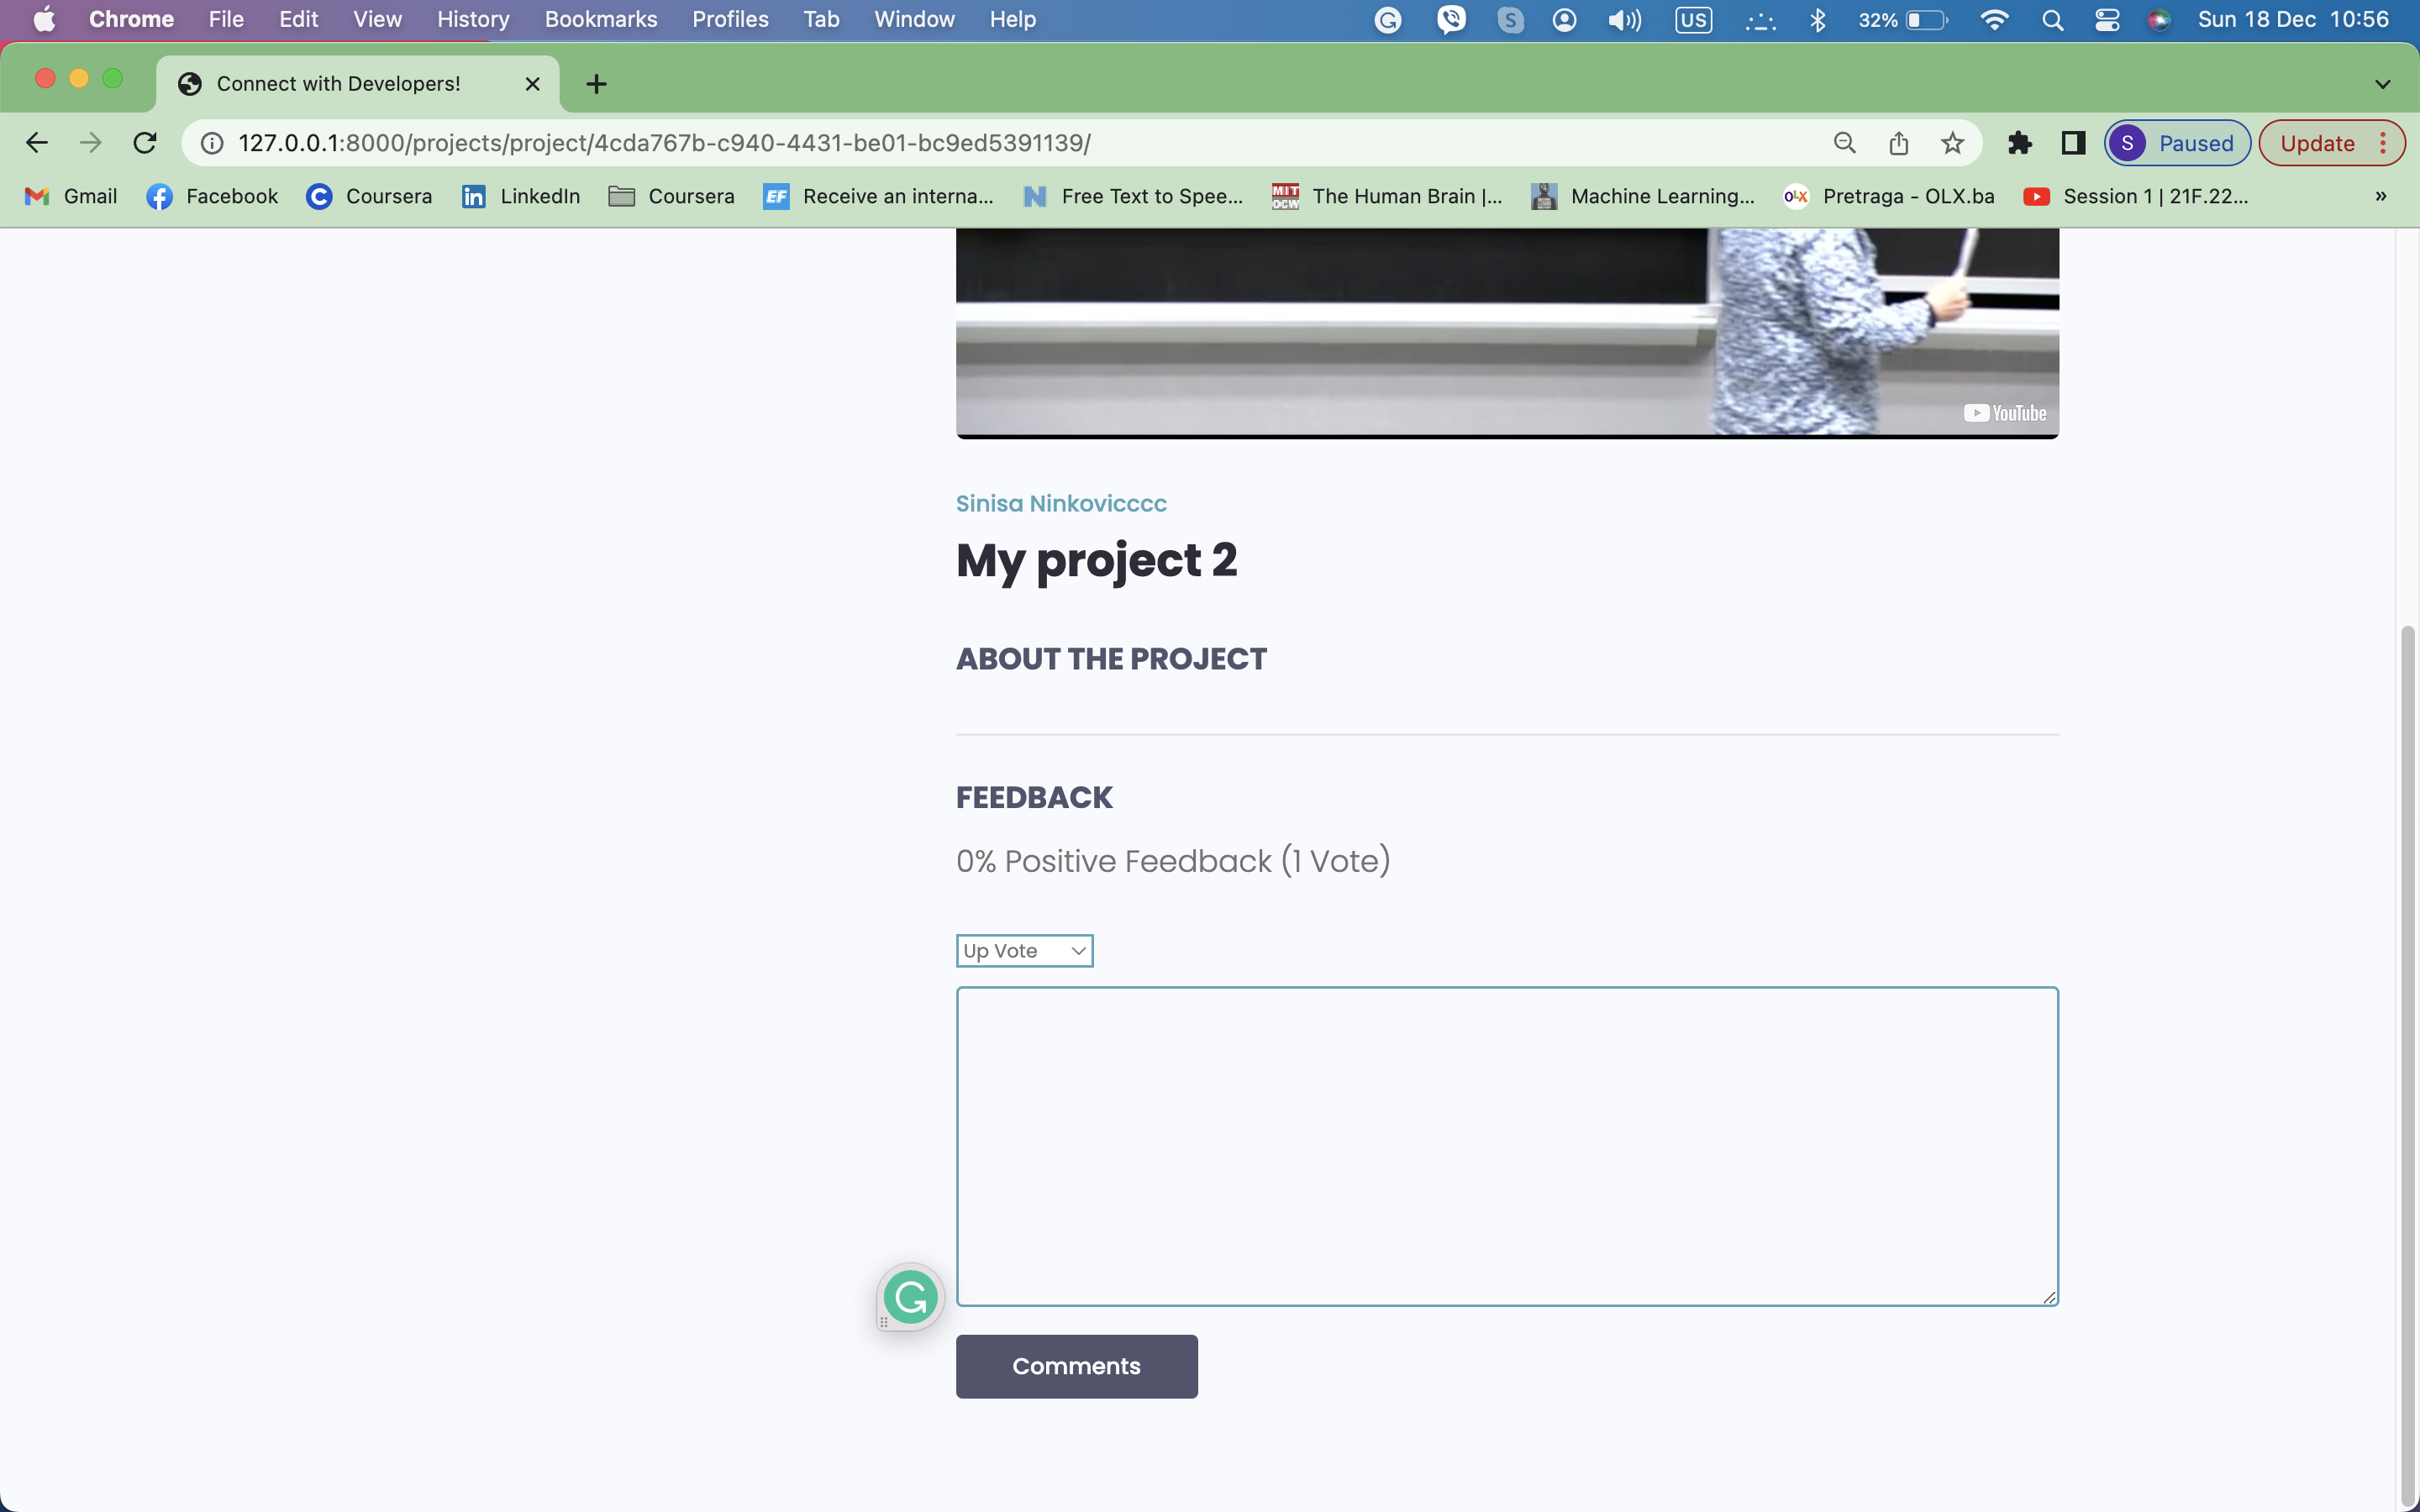 Chrome File Edit View History Bookmarks Profiles Tab Window Help US 32% Sun 18 Dec 10:56
Connect with Developers!
127.0.0.1:8000/projects/project/4cda767b-c940-4431-be01-bc9ed5391139/ S Paused Update
Gmail Facebook Coursera LinkedIn Coursera EF Receive an interna... N Free Text to Spee... MIT OCW The Human Brain |... Machine Learning... OLX Pretraga - OLX.ba Session 1 | 21F.22... »
YouTube
Sinisa Ninkovicccc
My project 2
ABOUT THE PROJECT
FEEDBACK
0% Positive Feedback (1 Vote)
Up Vote
Comments